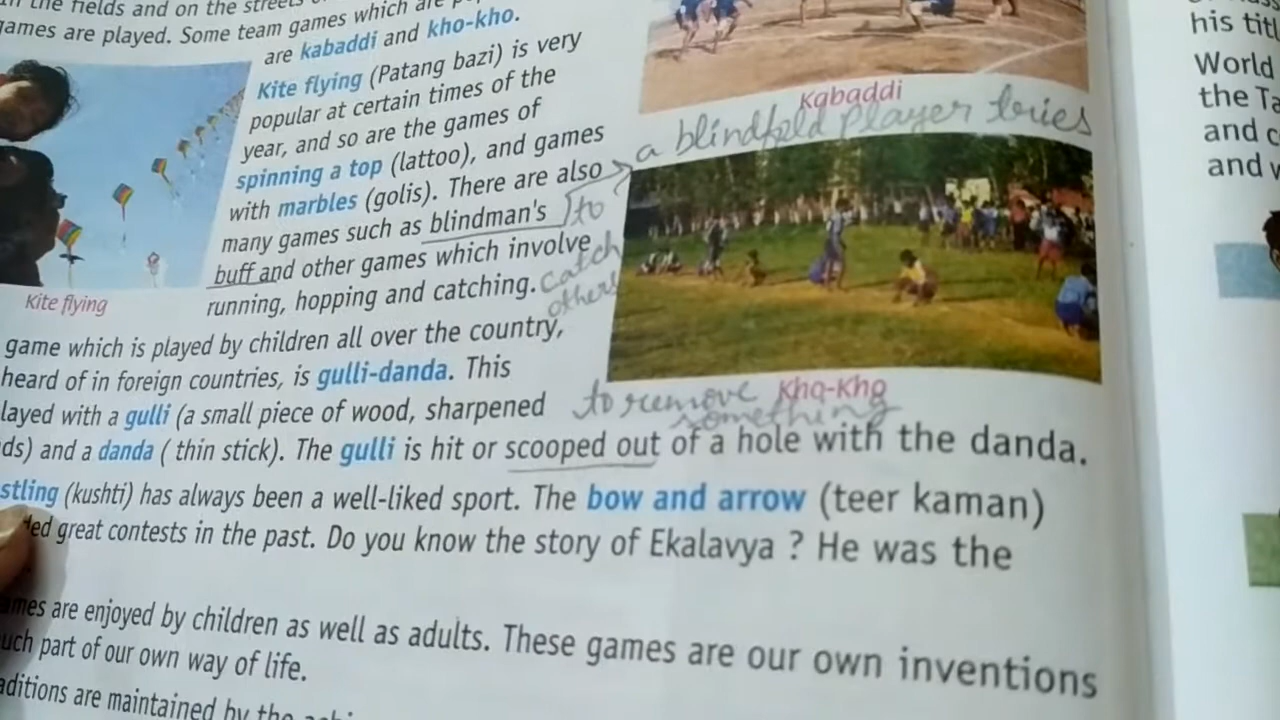 in the fields and on the streets
games are played. Some team games which are
are kabaddi and kho-kho.
Kite flying (Patang bazi) is very
popular at certain times of the
year, and so are the games of
spinning a top (lattoo), and games
with marbles (golis). There are also
many games such as blindman's
buff and other games which involve
running, hopping and catching.
Kite flying
Kabaddi
a blindfold player tries
to
catch
others
game which is played by children all over the country,
heard of in foreign countries, is gulli-danda. This
layed with a gulli (a small piece of wood, sharpened
Kho-Kho
to remove
something
ds) and a danda ( thin stick). The gulli is hit or scooped out of a hole with the danda.
stling (kushti) has always been a well-liked sport. The bow and arrow (teer kaman)
ded great contests in the past. Do you know the story of Ekalavya ? He was the
ames are enjoyed by children as well as adults. These games are our own inventions
uch part of our own way of life.
aditions are maintained by the
his titl
World
the Ta
and c
and w